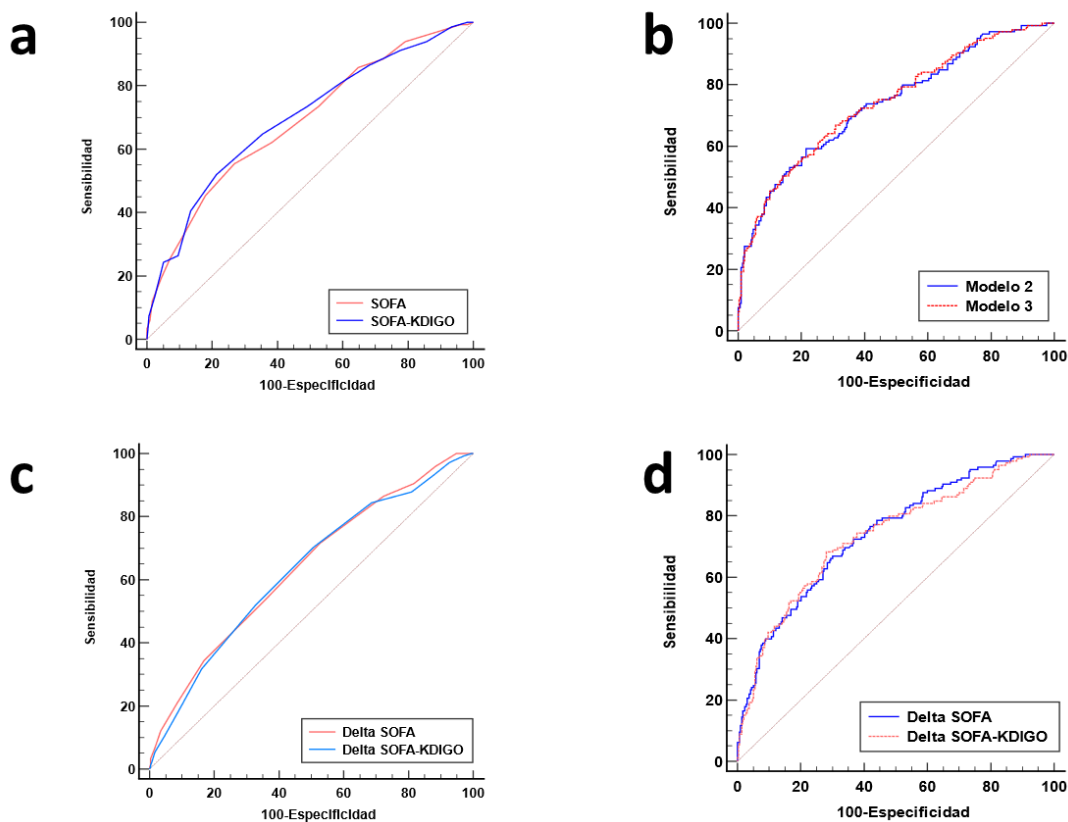 a
100
80
60
40
20
0
Sensibilidad
SOFA
SOFA-KDIGO
0 20 40 60 80 100
100-Especificidad
b
100
80
60
40
20
0
Sensibilidad
Modelo 2
Modelo 3
0 20 40 60 80 100
100-Especificidad
c
100
80
60
40
20
0
Sensibilidad
Delta SOFA
Delta SOFA-KDIGO
0 20 40 60 80 100
100-Especificidad
d
100
80
60
40
20
0
Sensibiilidad
Delta SOFA
Delta SOFA-KDIGO
0 20 40 60 80 100
100-Especificidad